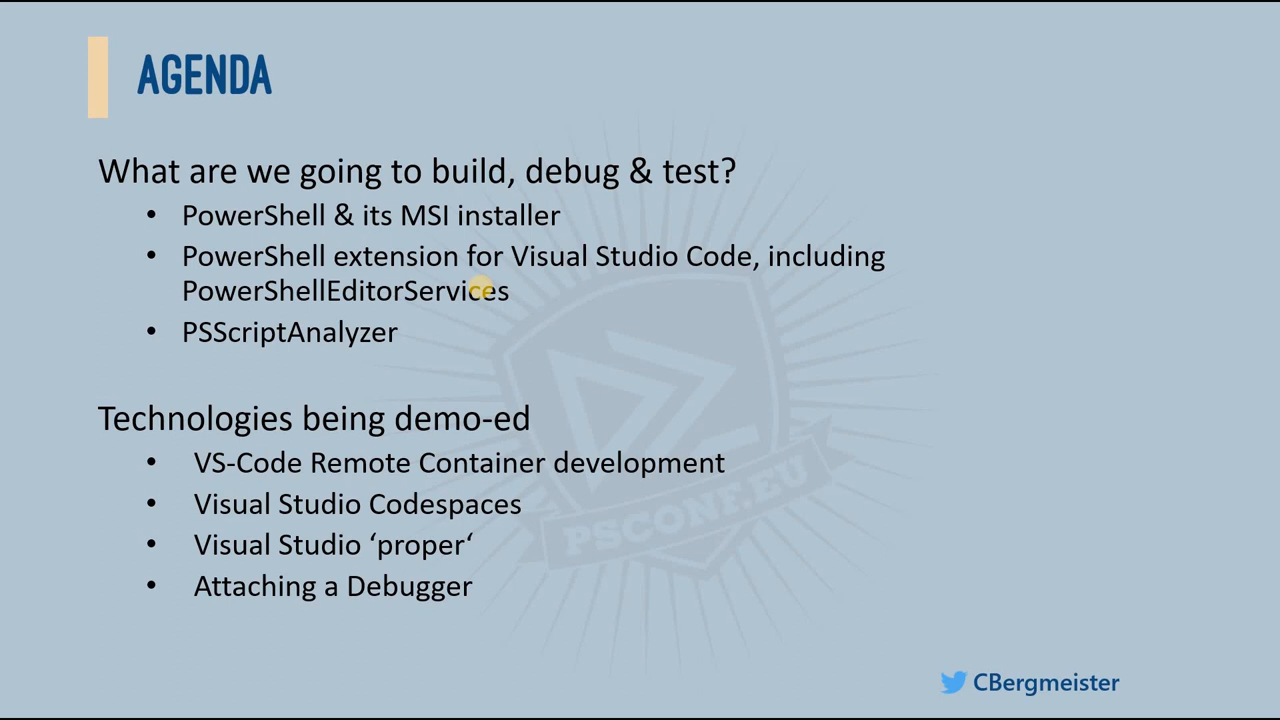 AGENDA
What are we going to build, debug & test?
• PowerShell & its MSI installer
• PowerShell extension for Visual Studio Code, including
PowerShellEditorServices
• PSScriptAnalyzer
Technologies being demo-ed
• VS-Code Remote Container development
• Visual Studio Codespaces
• Visual Studio ‘proper‘
• Attaching a Debugger
PSCONF.EU
CBergmeister